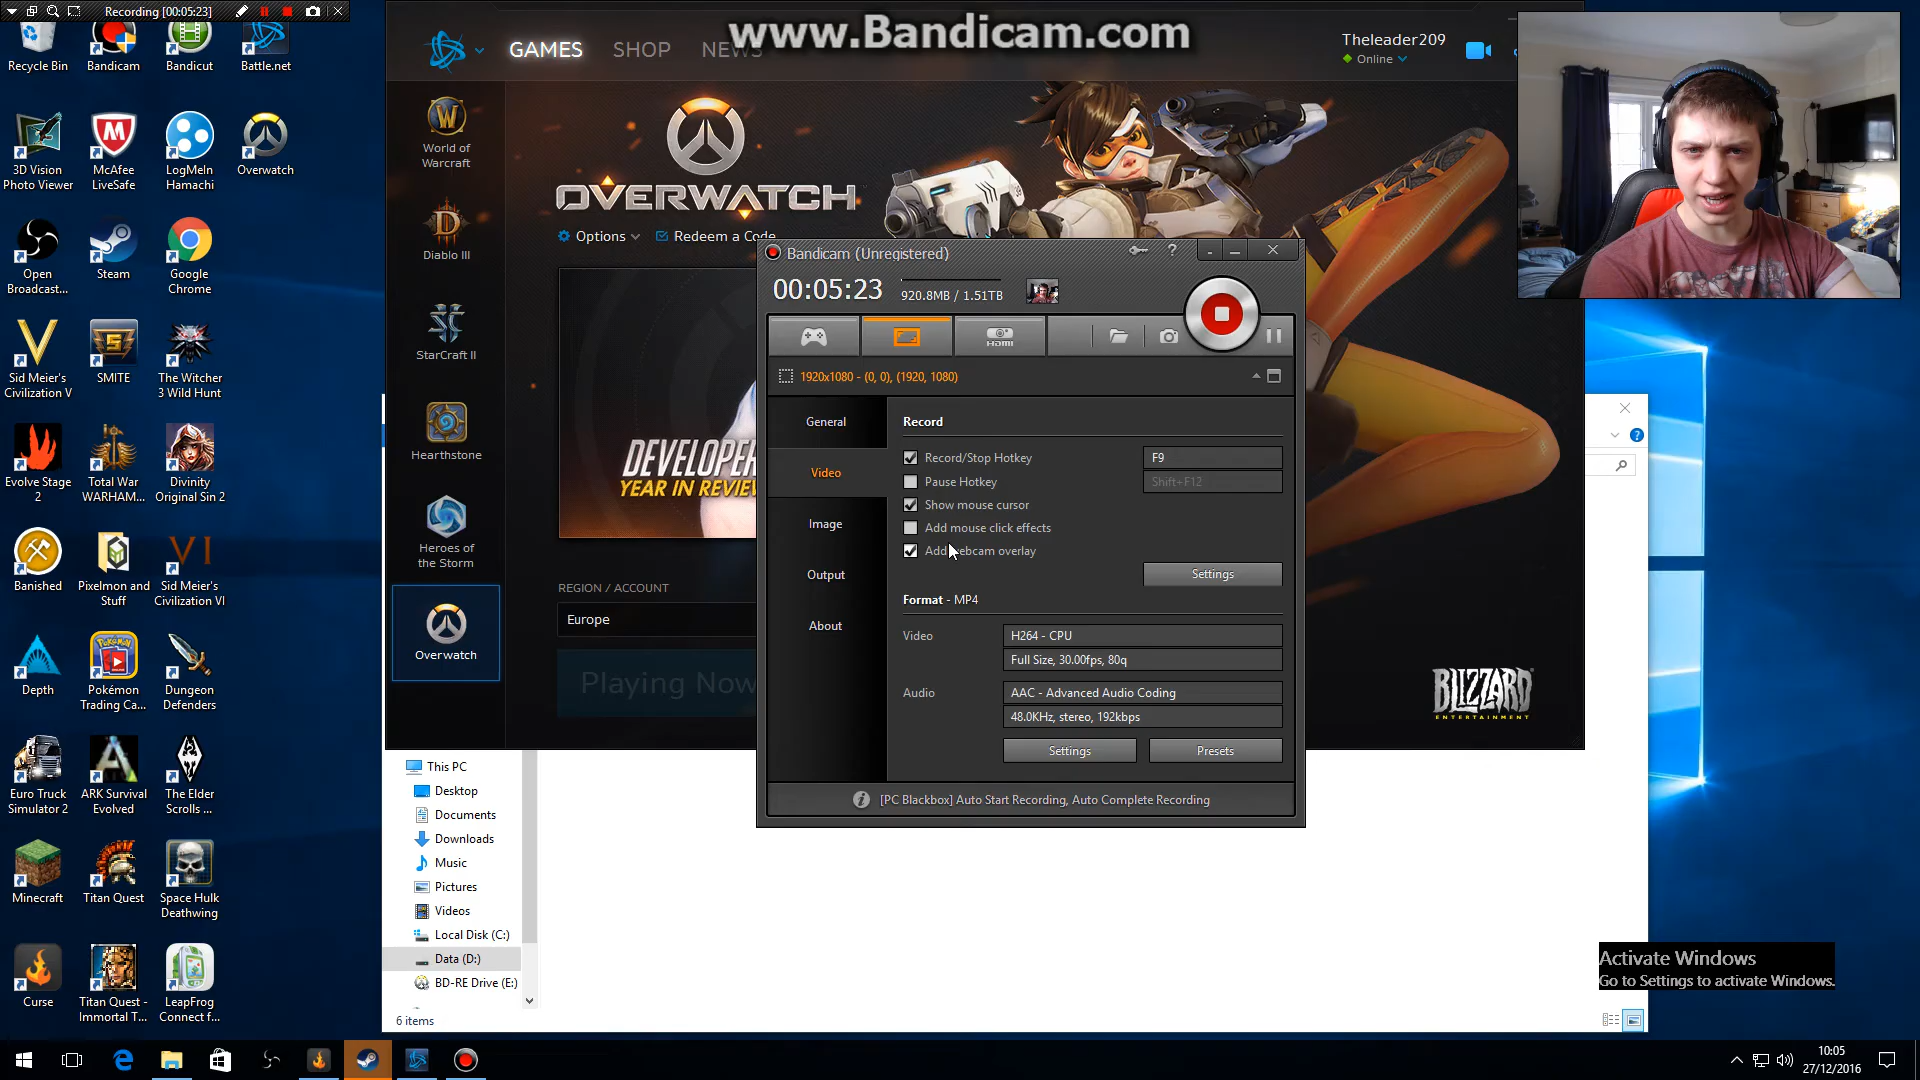 Recording [00:05:23]
www.Bandicam.com
Recycle Bin
Bandicam
Bandicut
Battle.net
3D Vision
Photo Viewer
McAfee
LiveSafe
LogMeIn
Hamachi
Overwatch
Open
Broadcast...
Steam
Google
Chrome
Sid Meier's
Civilization V
SMITE
The Witcher
3 Wild Hunt
Evolve Stage
2
Total War
WARHAM...
Divinity
Original Sin 2
Banished
Pixelmon and
Stuff
Sid Meier's
Civilization VI
Depth
Pokémon
Trading Ca...
Dungeon
Defenders
Euro Truck
Simulator 2
ARK Survival
Evolved
The Elder
Scrolls ...
Minecraft
Titan Quest
Space Hulk
Deathwing
Curse
Titan Quest -
Immortal T...
LeapFrog
Connect f...
GAMES
SHOP
NEWS
Theleader209
Online
World of
Warcraft
Diablo III
StarCraft II
Hearthstone
Heroes of
the Storm
Overwatch
OVERWATCH
Options
Redeem a Code
DEVELOPER
YEAR IN REVIEW
REGION / ACCOUNT
Europe
Playing Now
BLIZZARD
ENTERTAINMENT
Bandicam (Unregistered)
00:05:23
920.8MB / 1.51TB
HDMI
1920x1080 - (0, 0), (1920, 1080)
General
Video
Image
Output
About
Record
Record/Stop Hotkey
F9
Pause Hotkey
Shift+F12
Show mouse cursor
Add mouse click effects
Add webcam overlay
Settings
Format - MP4
Video
H264 - CPU
Full Size, 30.00fps, 80q
Audio
AAC - Advanced Audio Coding
48.0KHz, stereo, 192kbps
Settings
Presets
[PC Blackbox] Auto Start Recording, Auto Complete Recording
This PC
Desktop
Documents
Downloads
Music
Pictures
Videos
Local Disk (C:)
Data (D:)
BD-RE Drive (E:)
6 items
Activate Windows
Go to Settings to activate Windows.
10:05
27/12/2016